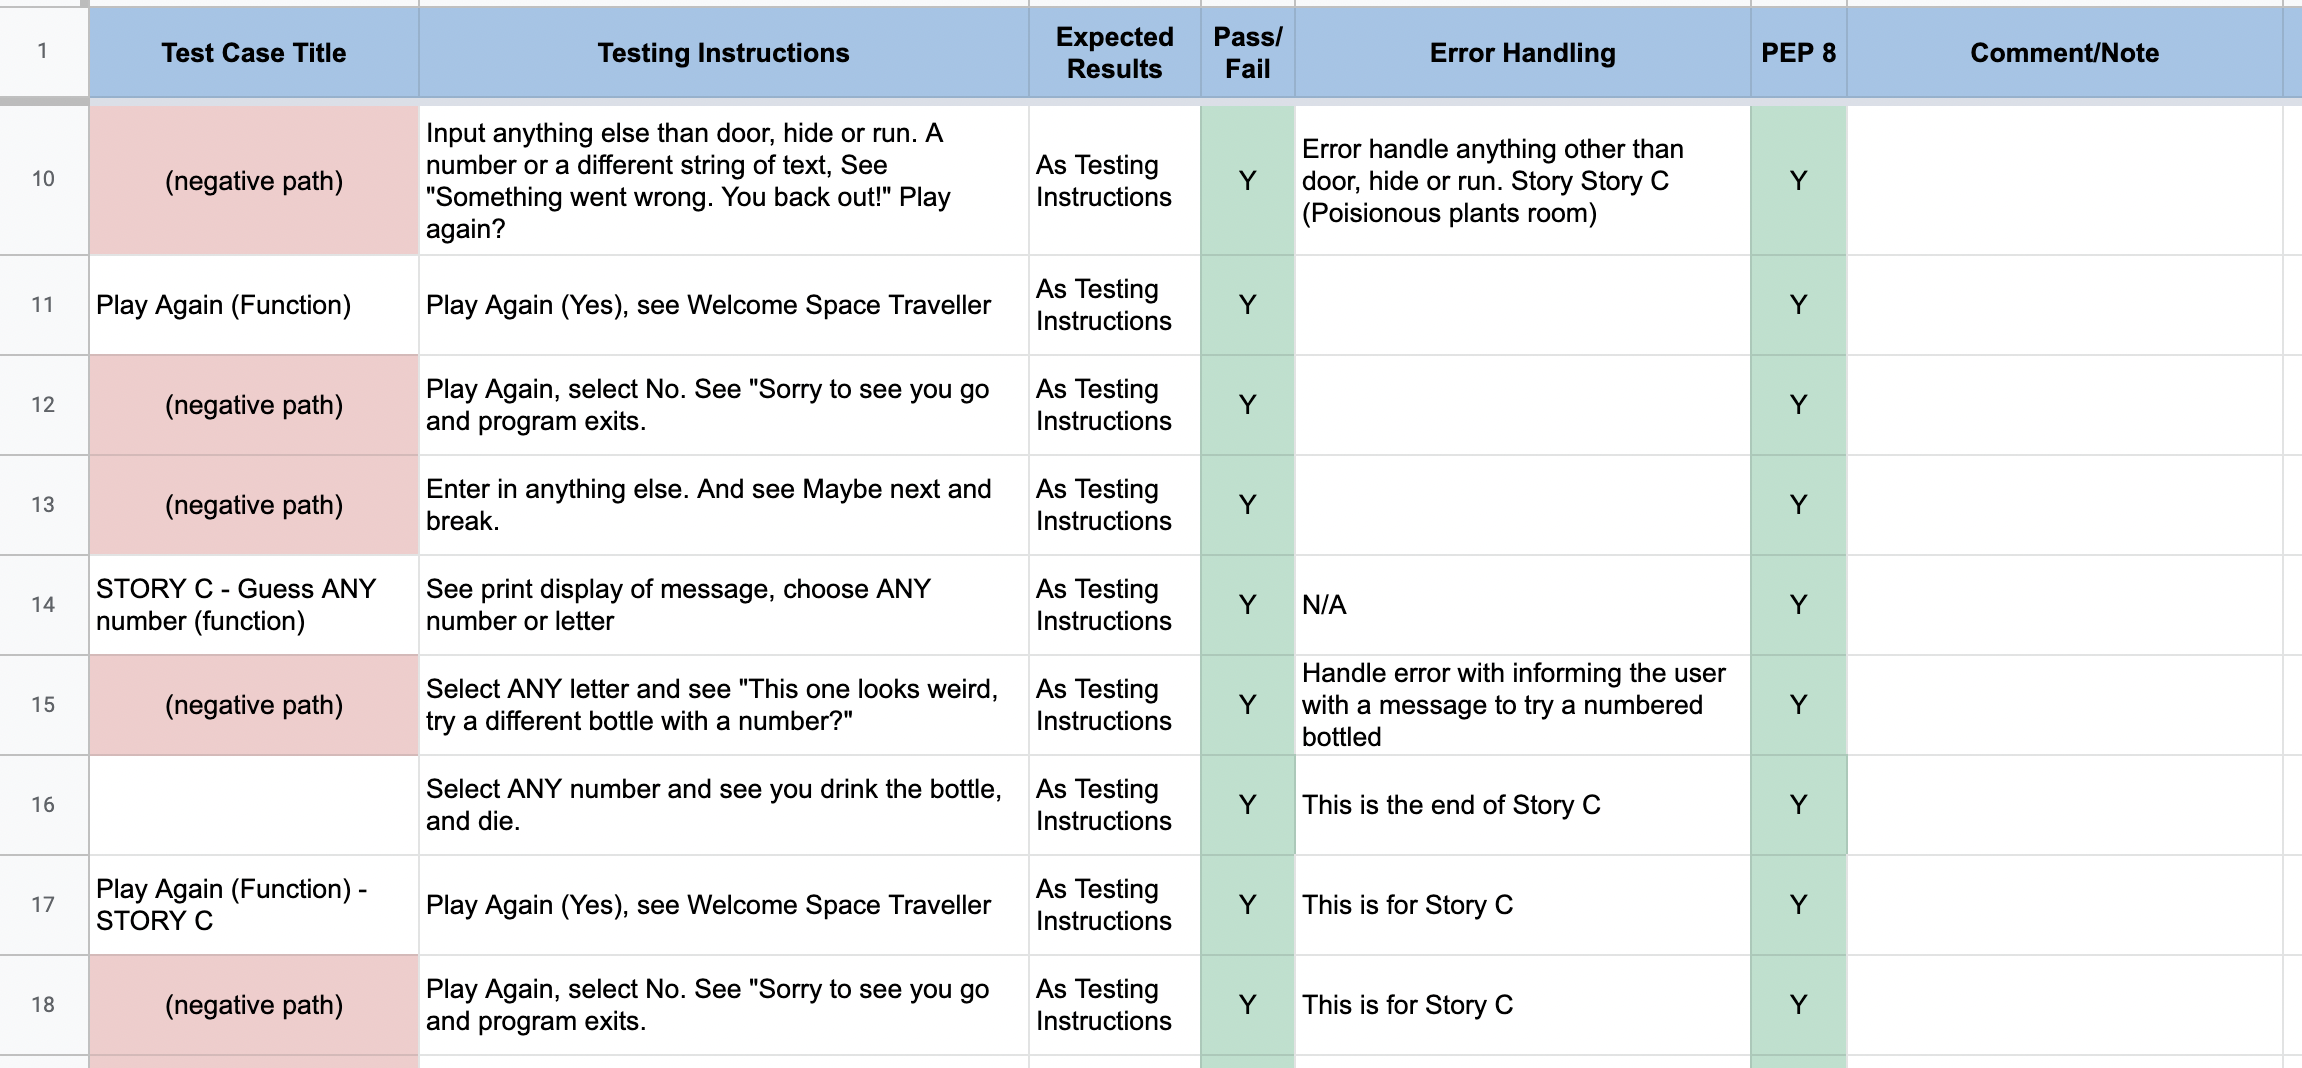 1
Test Case Title
Testing Instructions
Expected
Results
Pass/
Fail
Error Handling
PEP 8
Comment/Note
10
(negative path)
Input anything else than door, hide or run. A
number or a different string of text, See
"Something went wrong. You back out!" Play
again?
As Testing
Instructions
Y
Error handle anything other than
door, hide or run. Story Story C
(Poisionous plants room)
Y
11
Play Again (Function)
Play Again (Yes), see Welcome Space Traveller
As Testing
Instructions
Y
Y
12
(negative path)
Play Again, select No. See "Sorry to see you go
and program exits.
As Testing
Instructions
Y
Y
13
(negative path)
Enter in anything else. And see Maybe next and
break.
As Testing
Instructions
Y
Y
14
STORY C - Guess ANY
number (function)
See print display of message, choose ANY
number or letter
As Testing
Instructions
Y
N/A
Y
15
(negative path)
Select ANY letter and see "This one looks weird,
try a different bottle with a number?"
As Testing
Instructions
Y
Handle error with informing the user
with a message to try a numbered
bottled
Y
16
Select ANY number and see you drink the bottle,
and die.
As Testing
Instructions
Y
This is the end of Story C
Y
17
Play Again (Function) -
STORY C
Play Again (Yes), see Welcome Space Traveller
As Testing
Instructions
Y
This is for Story C
Y
18
(negative path)
Play Again, select No. See "Sorry to see you go
and program exits.
As Testing
Instructions
Y
This is for Story C
Y